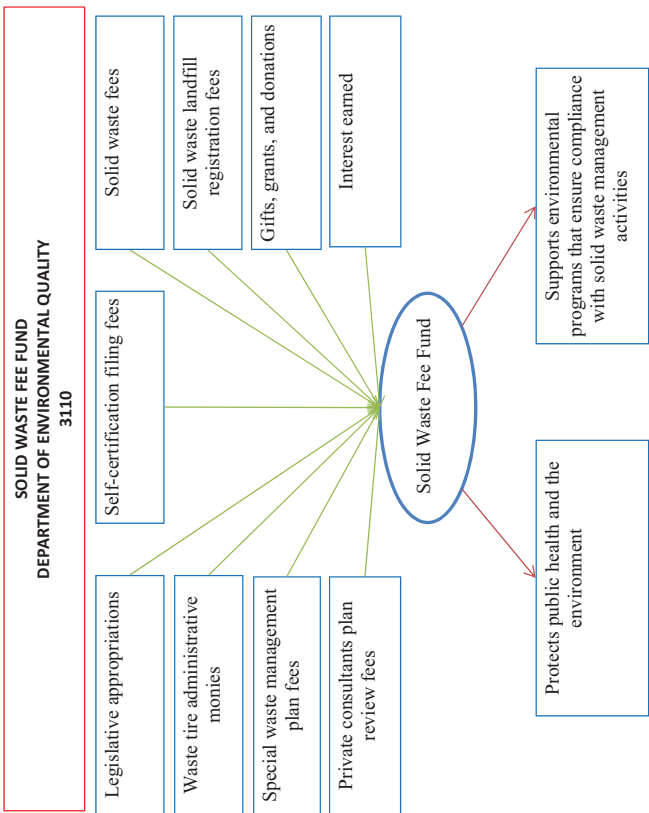 SOLID WASTE FEE FUND
DEPARTMENT OF ENVIRONMENTAL QUALITY
3110
Legislative appropriations
Waste tire administrative
monies
Special waste management
plan fees
Private consultants plan
review fees
Self-certification filing fees
Solid waste fees
Solid waste landfill
registration fees
Gifts, grants, and donations
Interest earned
Solid Waste Fee Fund
Protects public health and the
environment
Supports environmental
programs that ensure compliance
with solid waste management
activities